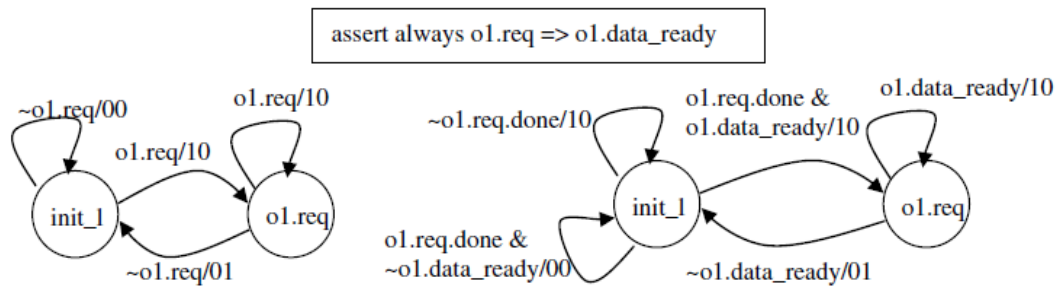 assert always o1.req => o1.data_ready
~o1.req/00
o1.req/10
o1.req/10
init_l
o1.req
~o1.req/01
~o1.req.done/10
o1.req.done &
o1.data_ready/10
o1.data_ready/10
init_l
o1.req
o1.req.done &
~o1.data_ready/00
~o1.data_ready/01